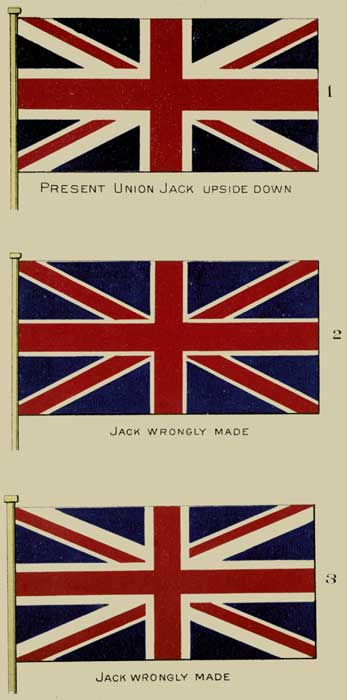 1
PRESENT UNION JACK UPSIDE DOWN
2
JACK WRONGLY MADE
3
JACK WRONGLY MADE